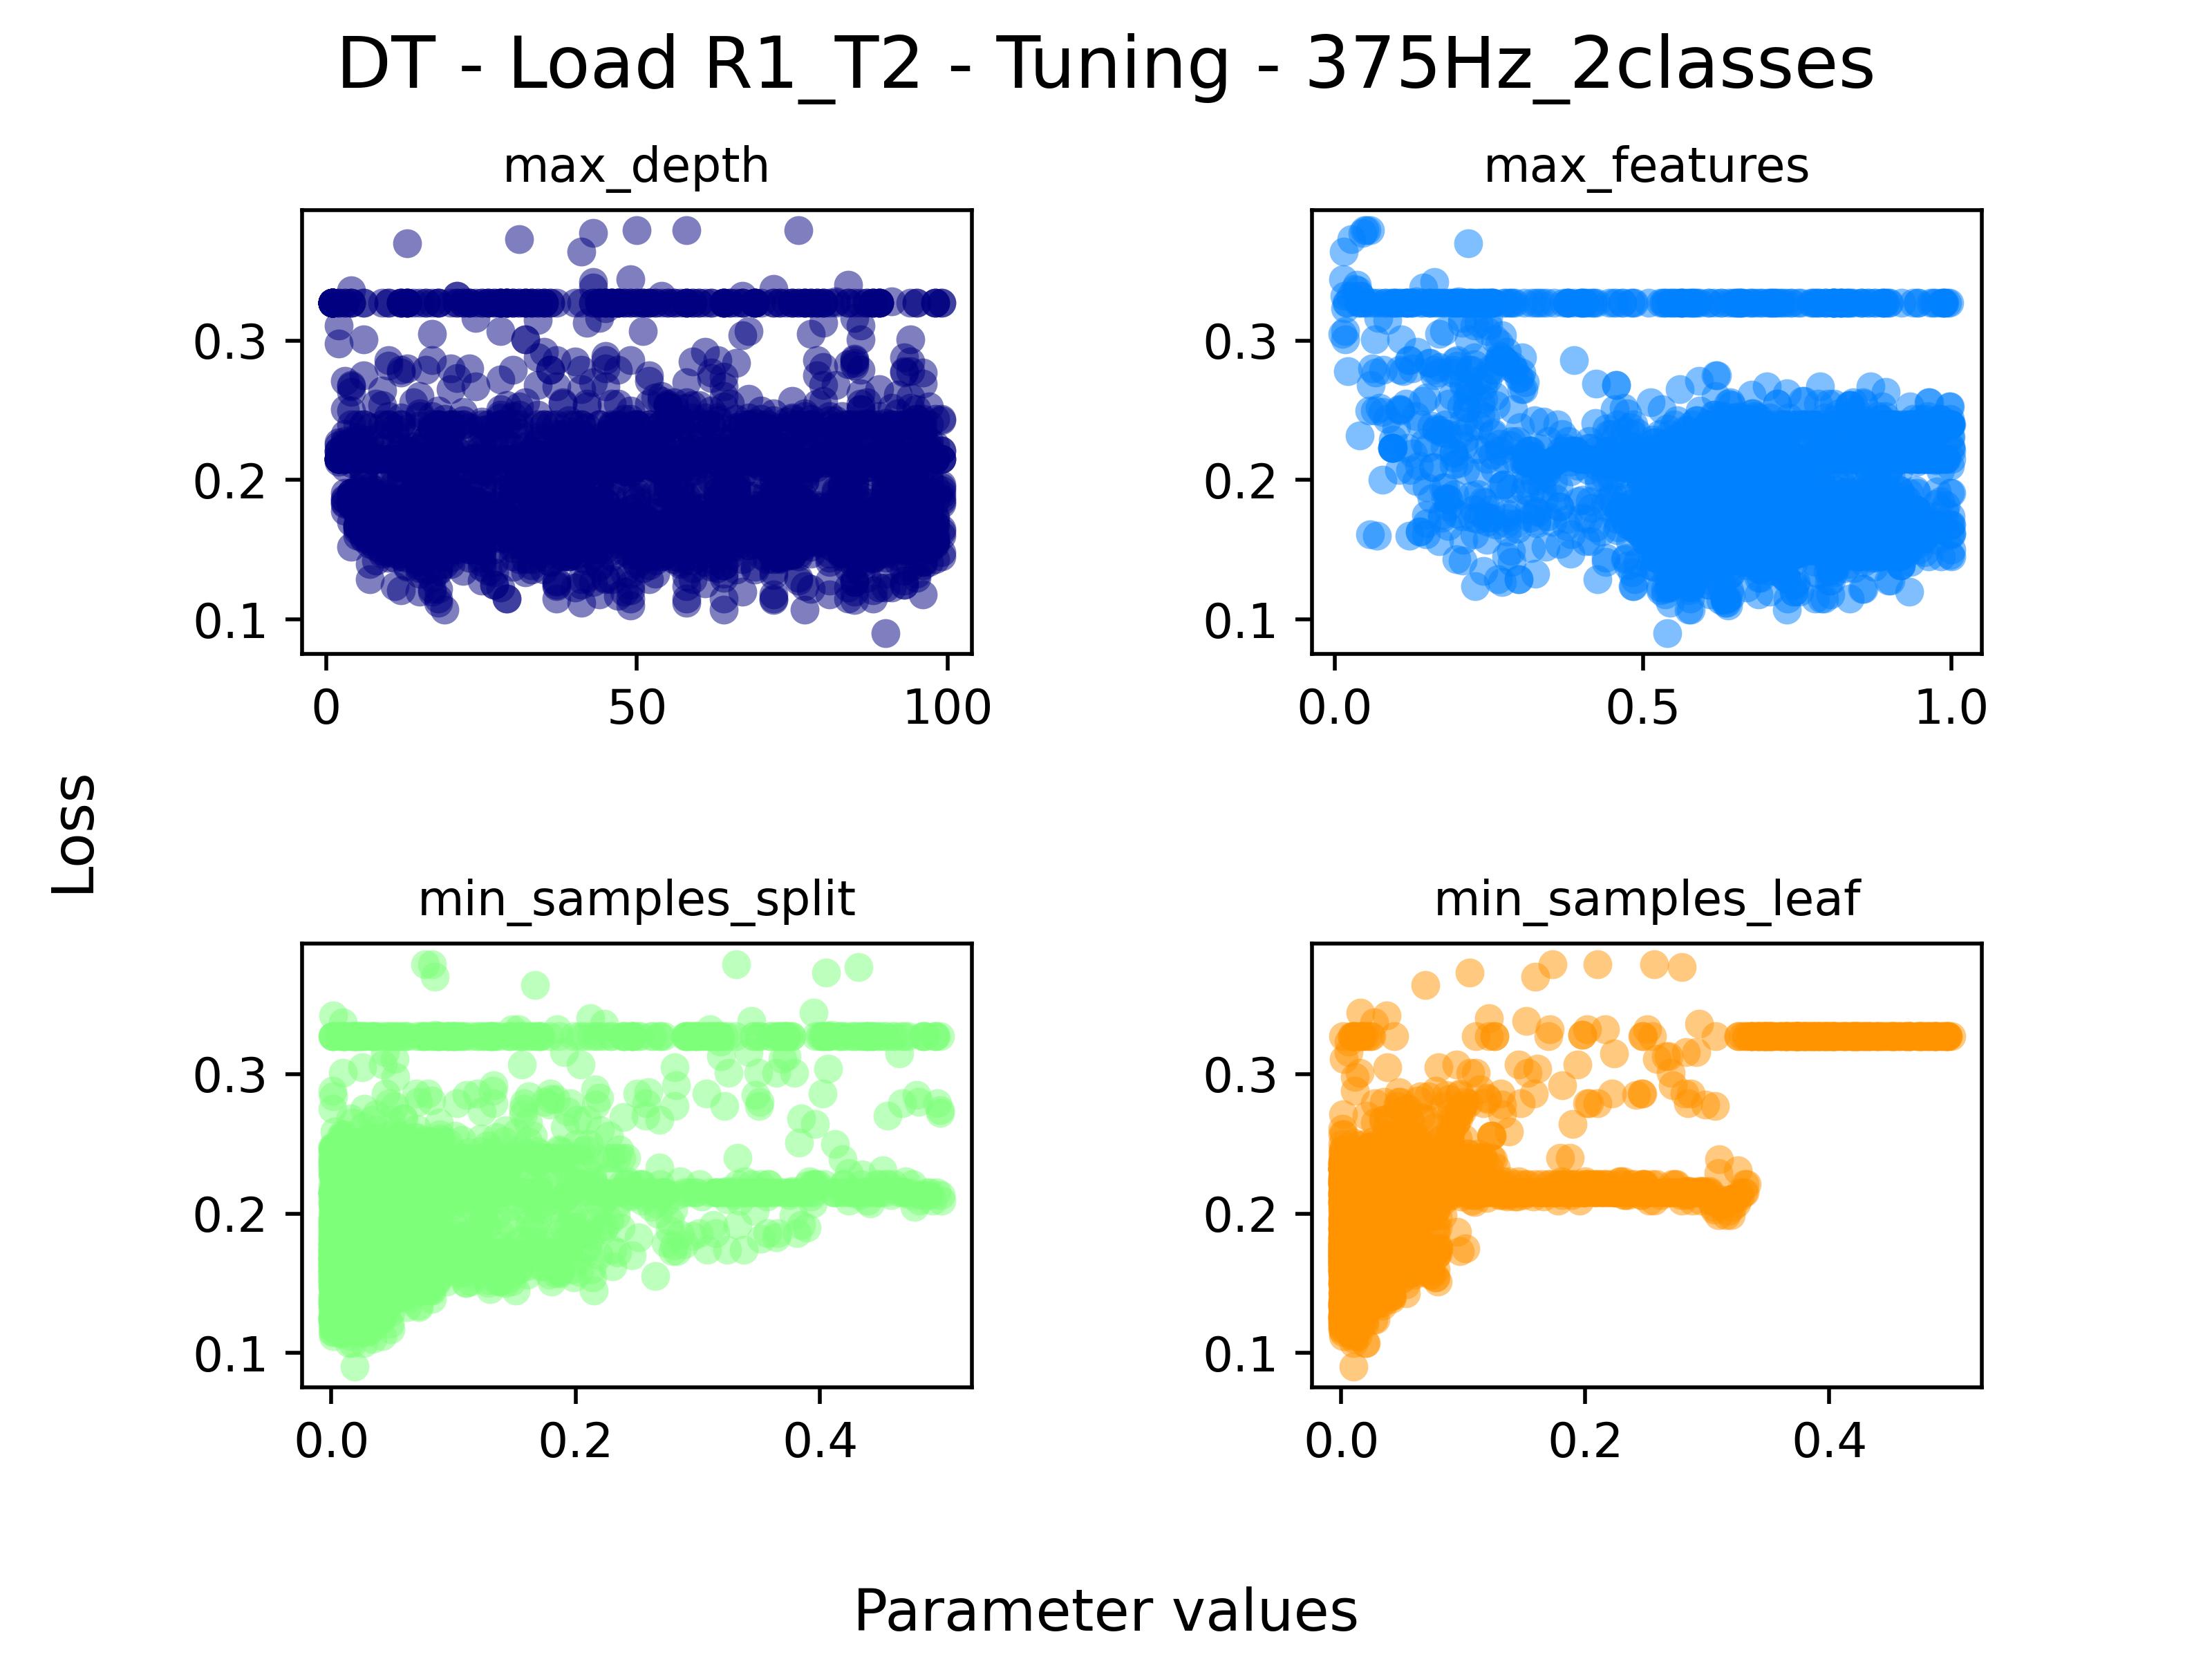 DT - Load R1_T2 - Tuning - 375Hz_2classes
max_depth
0.3
0.2
0.1
0 50 100
max_features
0.3
0.2
0.1
0.0 0.5 1.0
Loss
min_samples_split
0.3
0.2
0.1
0.0 0.2 0.4
min_samples_leaf
0.3
0.2
0.1
0.0 0.2 0.4
Parameter values